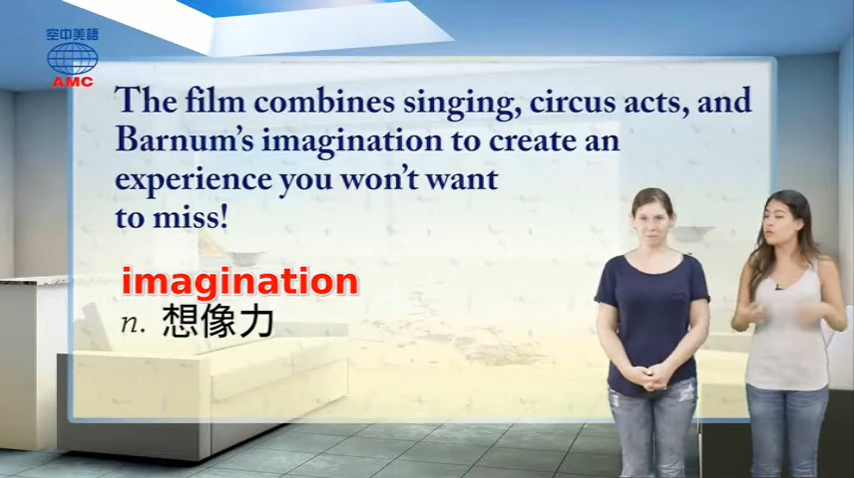 空中美語
AMC
The film combines singing, circus acts, and
Barnum's imagination to create an
experience you won't want
to miss!
imagination
n. 想像力